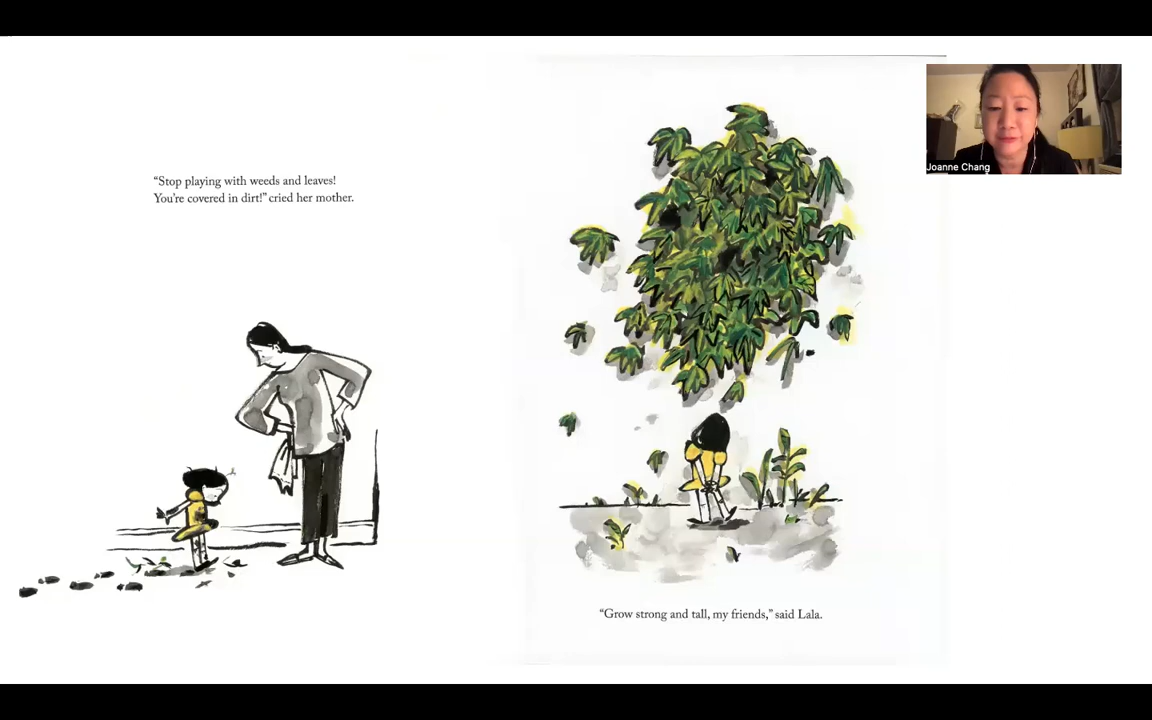 “Stop playing with weeds and leaves!
You’re covered in dirt!” cried her mother.
Joanne Chang
“Grow strong and tall, my friends,” said Lala.